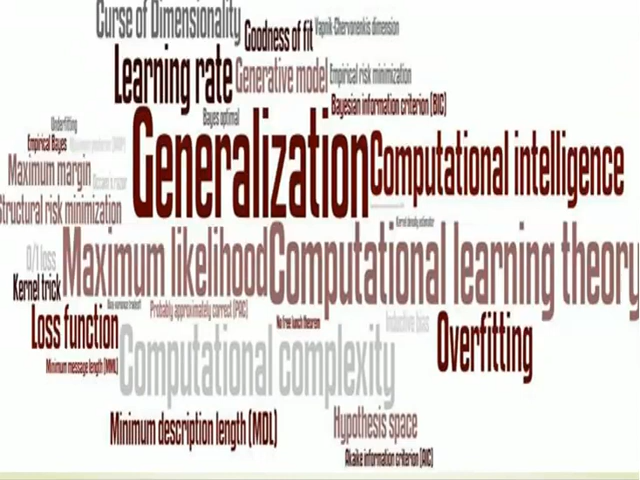 Curse of Dimensionality
Goodness of fit
Vapnik-Chervonenkis dimension
Learning rate
Generative model
Empirical risk minimization
Bayesian information criterion (BIC)
Bayes optimal
Underfitting
Empirical Bayes
Generalization
Computational intelligence
Maximum margin
Occam's razor
Structural risk minimization
Kernel density estimator
0/1 loss
Maximum likelihood
Computational learning theory
Kernel trick
Probably approximately correct (PAC)
Loss function
No free lunch theorem
Inductive bias
Overfitting
Minimum message length (MML)
Computational complexity
Minimum description length (MDL)
Hypothesis space
Akaike information criterion (AIC)